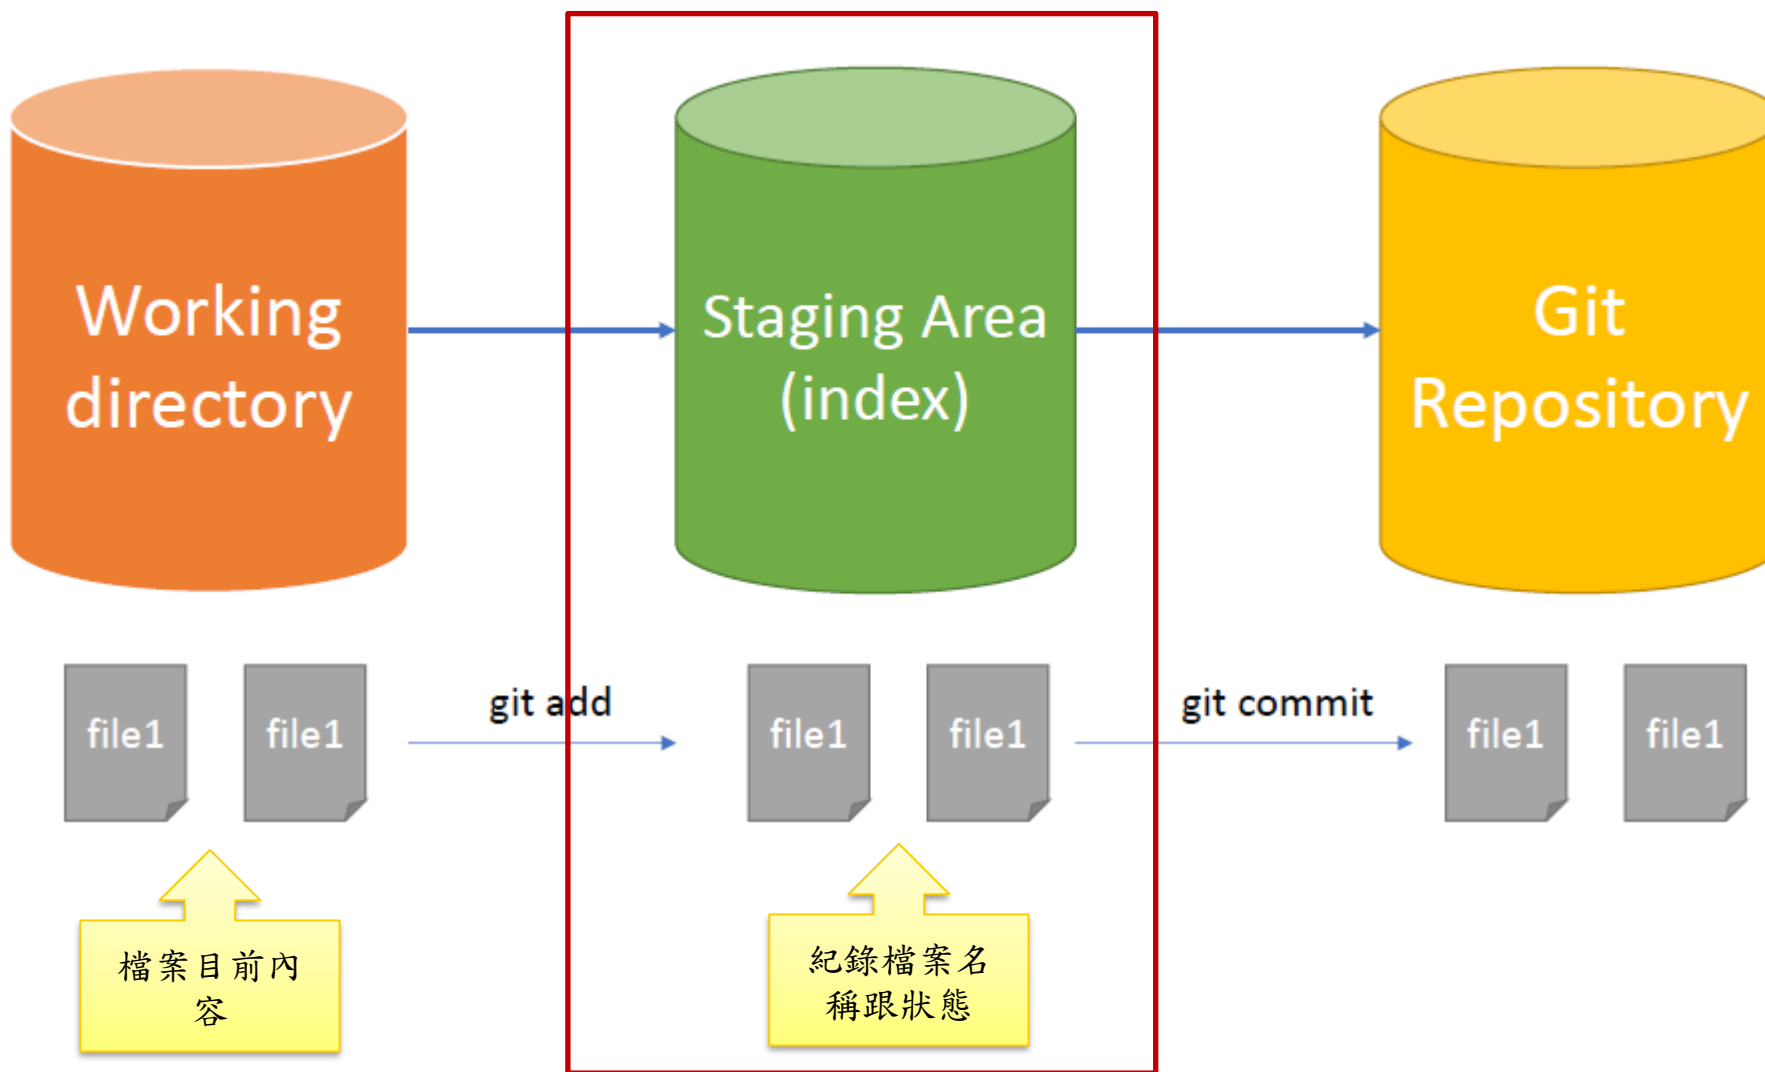 Working
directory
Staging Area
(index)
Git
Repository
file1
file1
git add
file1
file1
git commit
file1
file1
檔案目前內
容
紀錄檔案名
稱跟狀態